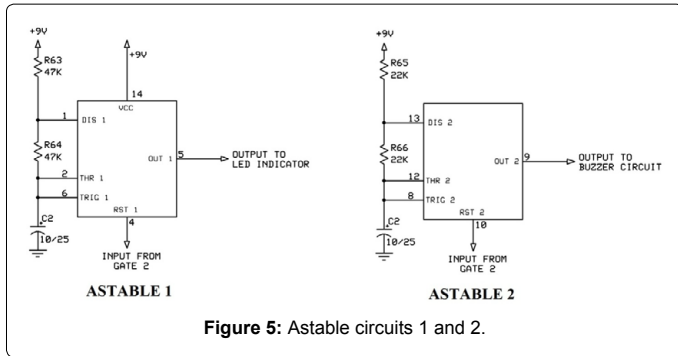 +9V
R63
47K
+9V
14
VCC
1
DIS 1
R64
47K
OUT 1
5
OUTPUT TO
LED INDICATOR
2
THR 1
6
TRIG 1
C2
RST 1
10/25
4
INPUT FROM
GATE 2
ASTABLE 1
+9V
R65
22K
13
DIS 2
R66
22K
OUT 2
9
OUTPUT TO
BUZZER CIRCUIT
12
THR 2
8
TRIG 2
C2
RST 2
10/25
10
INPUT FROM
GATE 2
ASTABLE 2
Figure 5: Astable circuits 1 and 2.